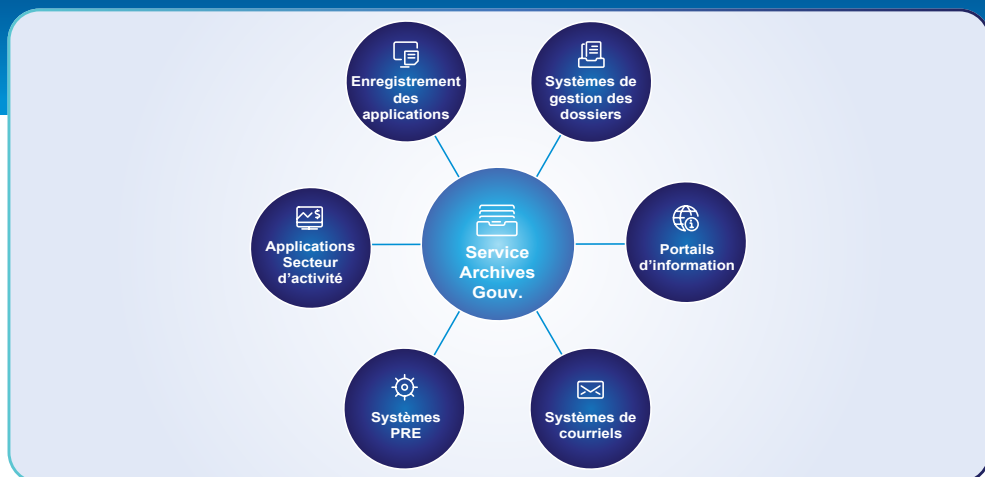 Enregistrement
des
applications
Systèmes de
gestion des
dossiers
Applications
Secteur
d'activité
Service
Archives
Gouv.
Portails
d'information
Systèmes
PRE
Systèmes de
courriels